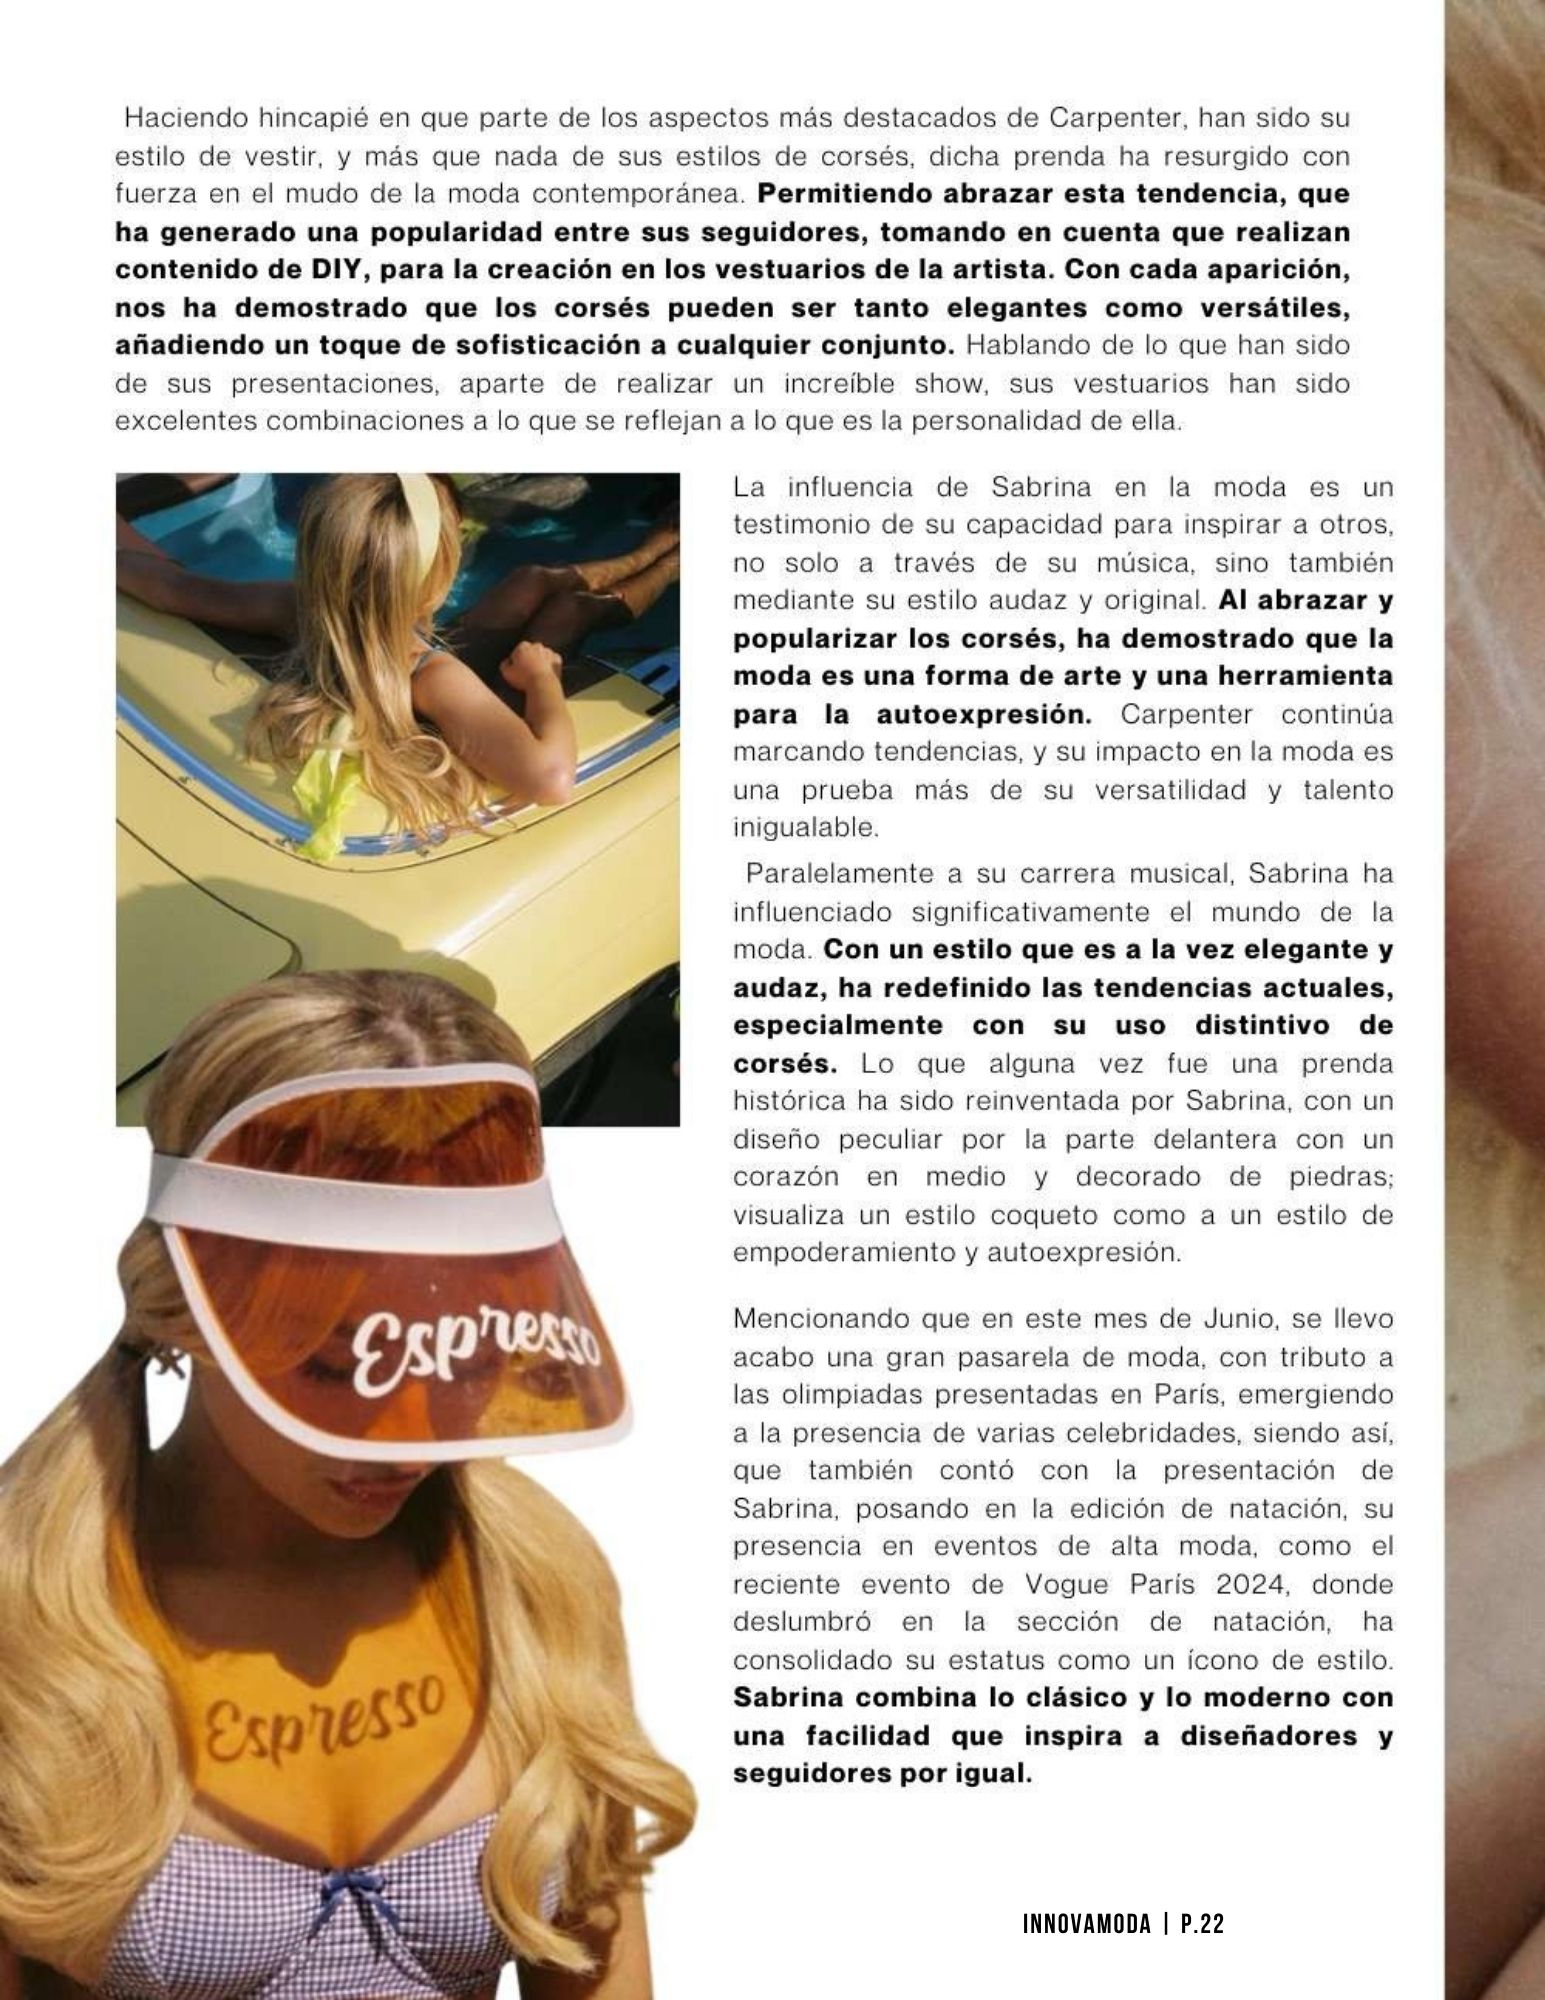 Haciendo hincapié en que parte de los aspectos más destacados de Carpenter, han sido su
estilo de vestir, y más que nada de sus estilos de corsés, dicha prenda ha resurgido con
fuerza en el mudo de la moda contemporánea. Permitiendo abrazar esta tendencia, que
ha generado una popularidad entre sus seguidores, tomando en cuenta que realizan
contenido de DIY, para la creación en los vestuarios de la artista. Con cada aparición,
nos ha demostrado que los corsés pueden ser tanto elegantes como versátiles,
añadiendo un toque de sofisticación a cualquier conjunto. Hablando de lo que han sido
de sus presentaciones, aparte de realizar un increíble show, sus vestuarios han sido
excelentes combinaciones a lo que se reflejan a lo que es la personalidad de ella.
La influencia de Sabrina en la moda es un
testimonio de su capacidad para inspirar a otros,
no solo a través de su música, sino también
mediante su estilo audaz y original. Al abrazar y
popularizar los corsés, ha demostrado que la
moda es una forma de arte y una herramienta
para la autoexpresión. Carpenter continúa
marcando tendencias, y su impacto en la moda es
una prueba más de su versatilidad y talento
inigualable.
Paralelamente a su carrera musical, Sabrina ha
influenciado significativamente el mundo de la
moda. Con un estilo que es a la vez elegante y
audaz, ha redefinido las tendencias actuales,
especialmente con su uso distintivo de
corsés. Lo que alguna vez fue una prenda
histórica ha sido reinventada por Sabrina, con un
diseño peculiar por la parte delantera con un
corazón en medio y decorado de piedras;
visualiza un estilo coqueto como a un estilo de
empoderamiento y autoexpresión.
Mencionando que en este mes de Junio, se llevo
acabo una gran pasarela de moda, con tributo a
las olimpiadas presentadas en París, emergiendo
a la presencia de varias celebridades, siendo así,
que también contó con la presentación de
Sabrina, posando en la edición de natación, su
presencia en eventos de alta moda, como el
reciente evento de Vogue París 2024, donde
deslumbró en la sección de natación, ha
consolidado su estatus como un ícono de estilo.
Sabrina combina lo clásico y lo moderno con
una facilidad que inspira a diseñadores y
seguidores por igual.
Espresso
Espresso
INNOVAMODA | P.22